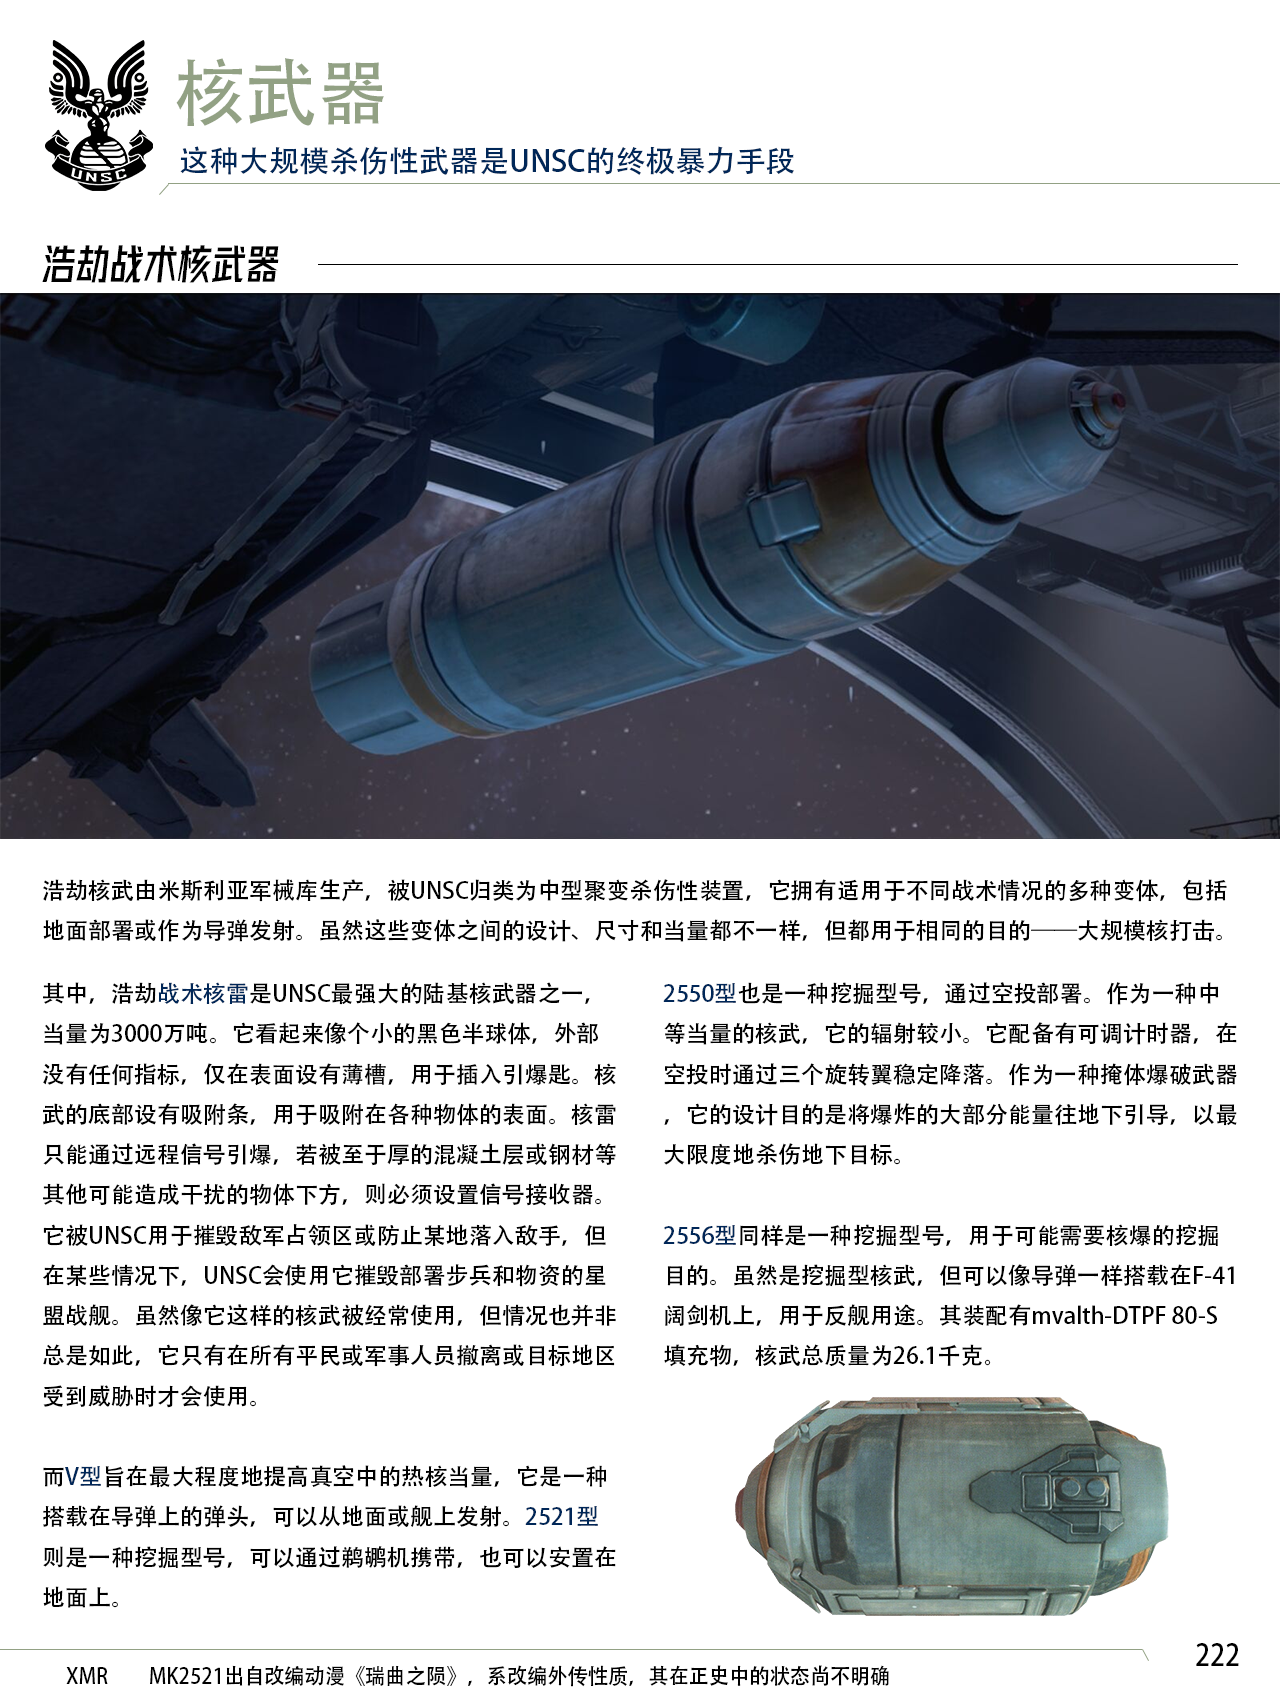 UNSC
核武器
这种大规模杀伤性武器是UNSC的终极暴力手段
浩劫战术核武器
浩劫核武由米斯利亚军械库生产，被UNSC归类为中型聚变杀伤性装置，它拥有适用于不同战术情况的多种变体，包括
地面部署或作为导弹发射。虽然这些变体之间的设计、尺寸和当量都不一样，但都用于相同的目的——大规模核打击。
其中，浩劫战术核雷是UNSC最强大的陆基核武器之一，
当量为3000万吨。它看起来像个小的黑色半球体，外部
没有任何指标，仅在表面设有薄槽，用于插入引爆匙。核
武的底部设有吸附条，用于吸附在各种物体的表面。核雷
只能通过远程信号引爆，若被至于厚的混凝土层或钢材等
其他可能造成干扰的物体下方，则必须设置信号接收器。
它被UNSC用于摧毁敌军占领区或防止某地落入敌手，但
在某些情况下，UNSC会使用它摧毁部署步兵和物资的星
盟战舰。虽然像它这样的核武被经常使用，但情况也并非
总是如此，它只有在所有平民或军事人员撤离或目标地区
受到威胁时才会使用。
而V型旨在最大程度地提高真空中的热核当量，它是一种
搭载在导弹上的弹头，可以从地面或舰上发射。2521型
则是一种挖掘型号，可以通过鹈鹕机携带，也可以安置在
地面上。
2550型也是一种挖掘型号，通过空投部署。作为一种中
等当量的核武，它的辐射较小。它配备有可调计时器，在
空投时通过三个旋转翼稳定降落。作为一种掩体爆破武器
，它的设计目的是将爆炸的大部分能量往地下引导，以最
大限度地杀伤地下目标。
2556型同样是一种挖掘型号，用于可能需要核爆的挖掘
目的。虽然是挖掘型核武，但可以像导弹一样搭载在F-41
阔剑机上，用于反舰用途。其装配有mvalth-DTPF 80-S
填充物，核武总质量为26.1千克。
222
XMR MK2521出自改编动漫《瑞曲之陨》，系改编外传性质，其在正史中的状态尚不明确